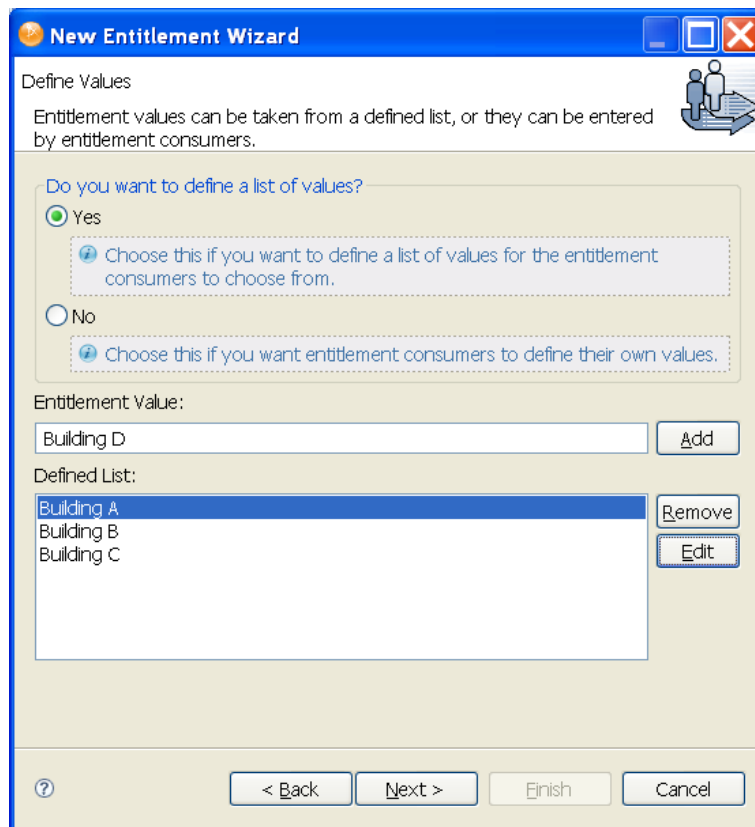 New Entitlement Wizard
Define Values
Entitlement values can be taken from a defined list, or they can be entered
by entitlement consumers.
Do you want to define a list of values?
Yes
Choose this if you want to define a list of values for the entitlement
consumers to choose from.
No
Choose this if you want entitlement consumers to define their own values.
Entitlement Value:
Building D
Add
Defined List:
Building A
Remove
Building B
Building C
Edit
? < Back Next > Finish Cancel